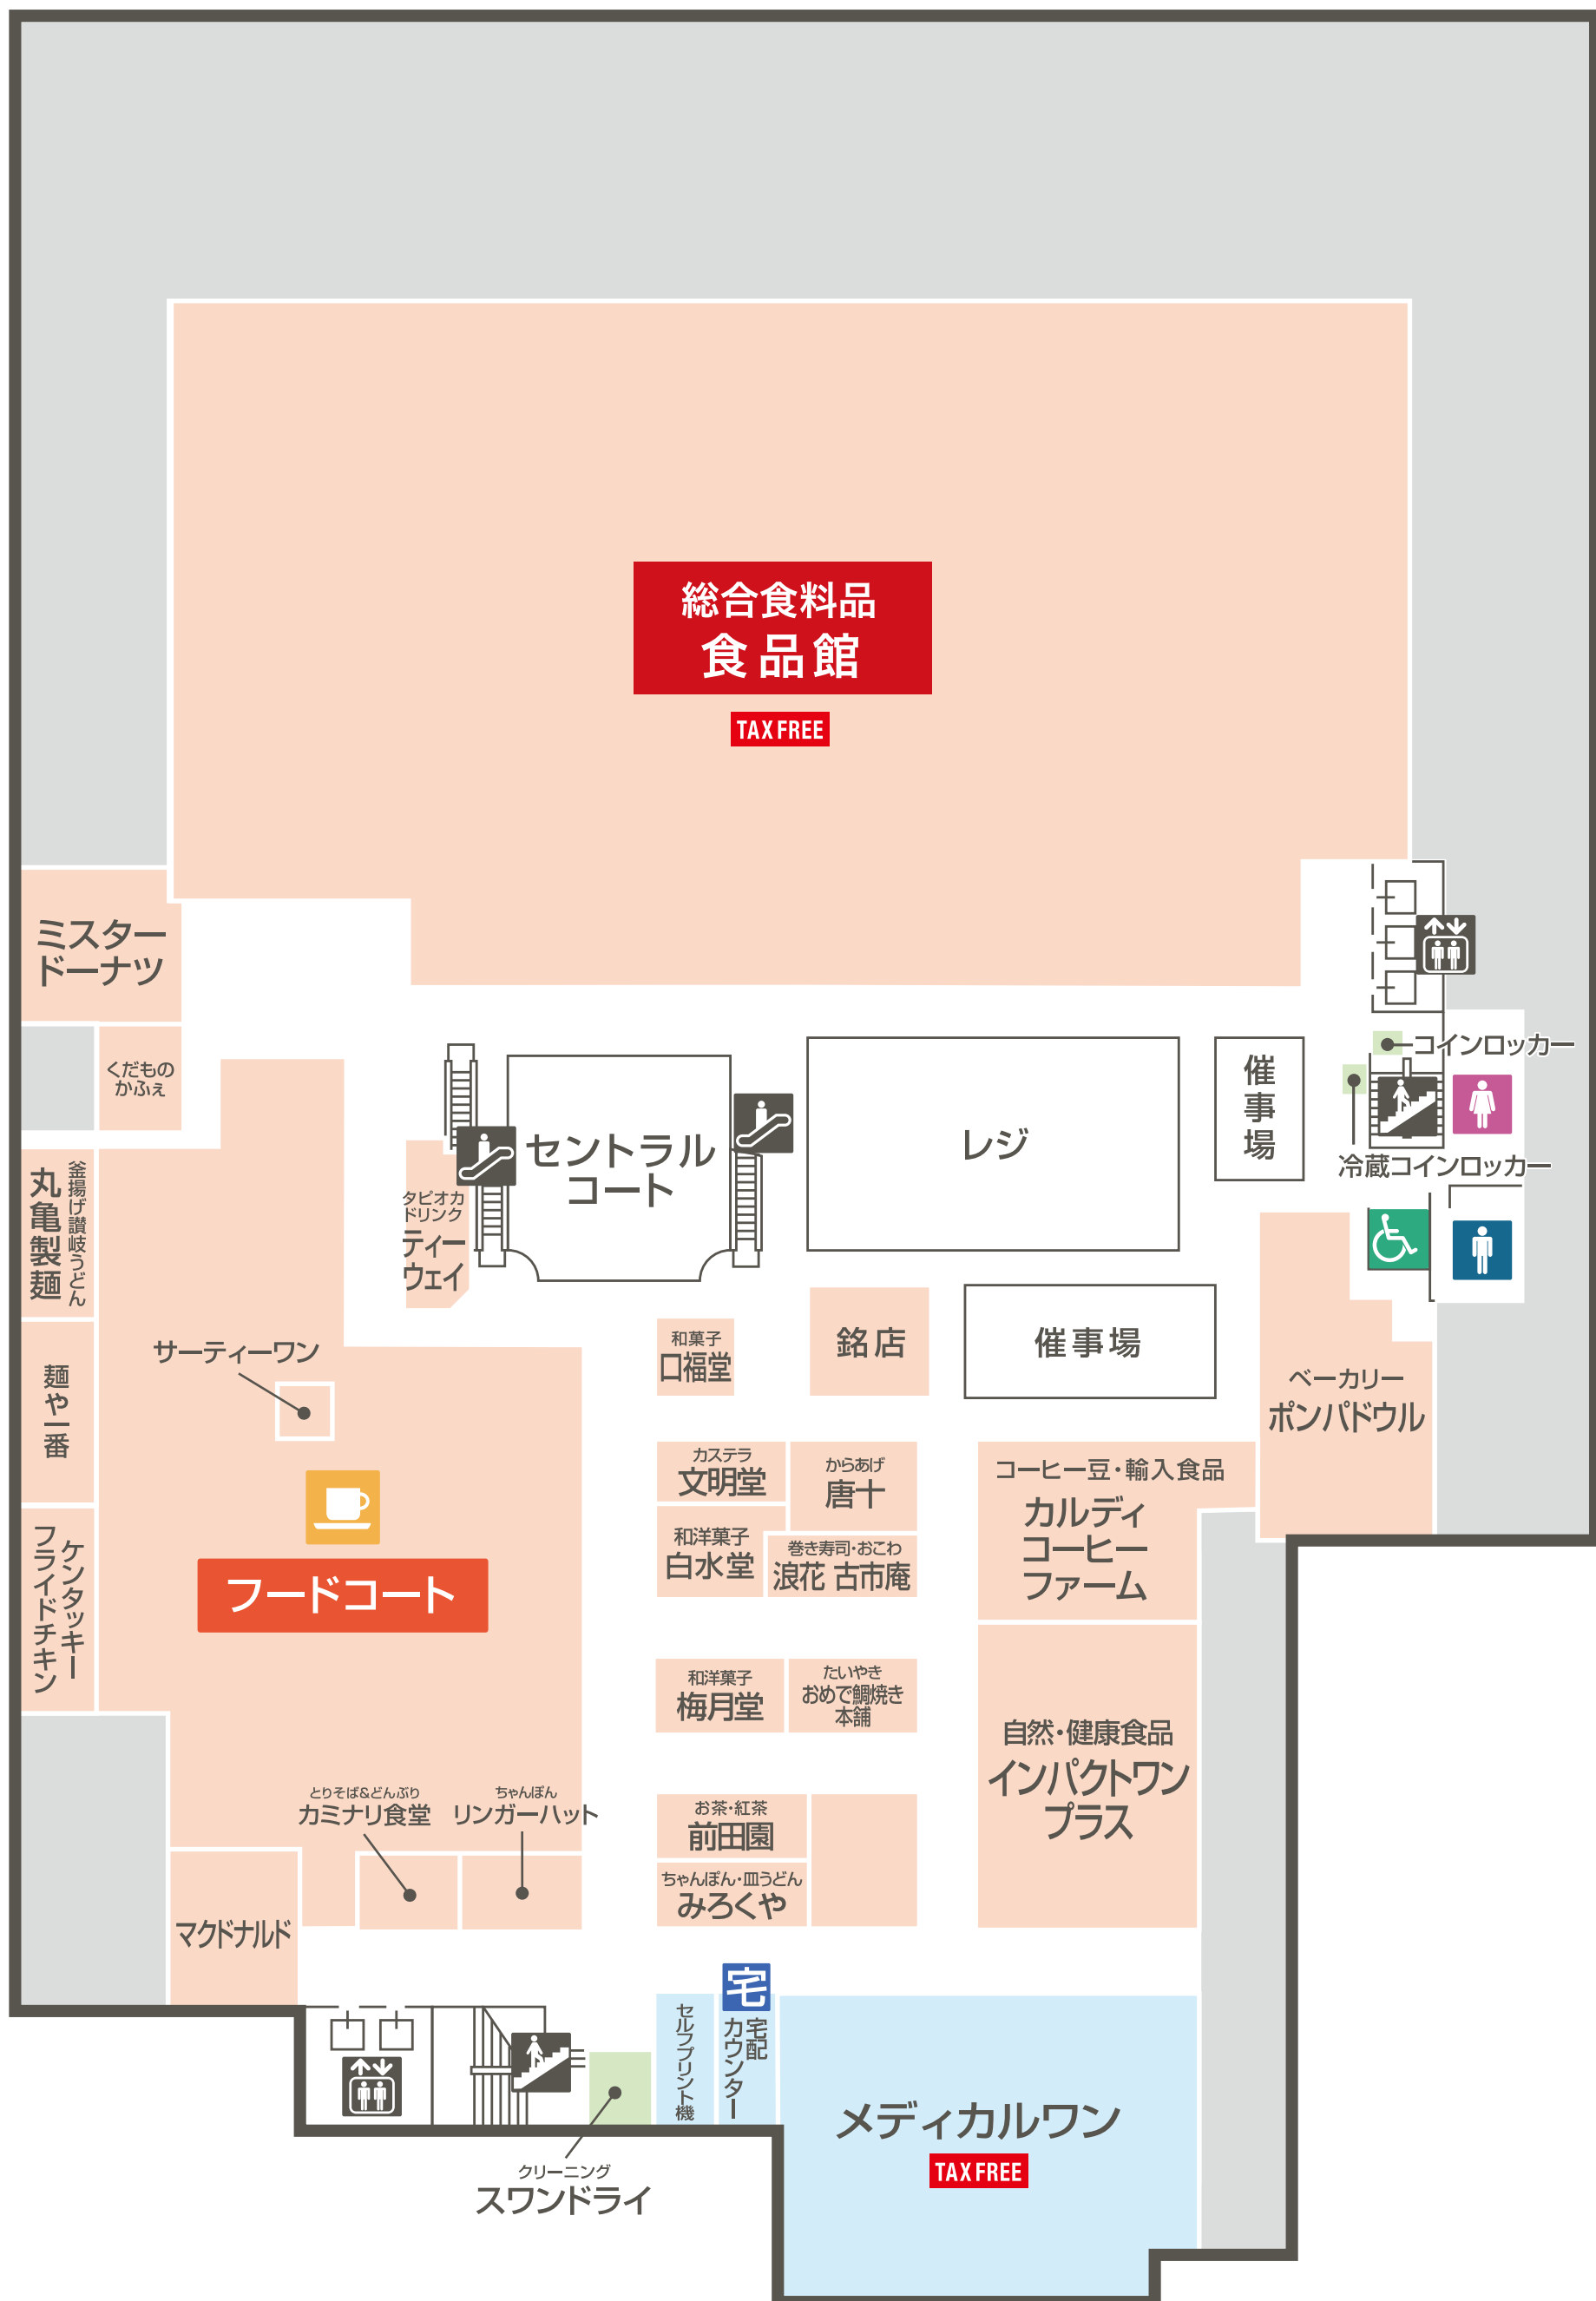 総合食料品
食品館
TAX FREE
ミスター
ドーナツ
くだもの
かふぇ
コインロッカー
冷蔵コインロッカー
セントラル
コート
レジ
催事場
釜揚げ讃岐うどん
丸亀製麺
タピオカ
ドリンク
ティー
ウェイ
和菓子
口福堂
銘店
催事場
サーティーワン
麺や一番
ベーカリー
ポンパドウル
フードコート
ケンタッキー
フライドチキン
カステラ
文明堂
からあげ
唐十
和洋菓子
白水堂
巻き寿司・おこわ
浪花 古市庵
コーヒー豆・輸入食品
カルディ
コーヒー
ファーム
和洋菓子
梅月堂
たいやき
おめで鯛焼き
本舗
自然・健康食品
インパクトワン
プラス
とりそば&どんぶり
カミナリ食堂
ちゃんぽん
リンガーハット
お茶・紅茶
前田園
ちゃんぽん・皿うどん
みろくや
マクドナルド
宅
セルフプリント機
宅配
カウンター
メディカルワン
TAX FREE
クリーニング
スワンドライ